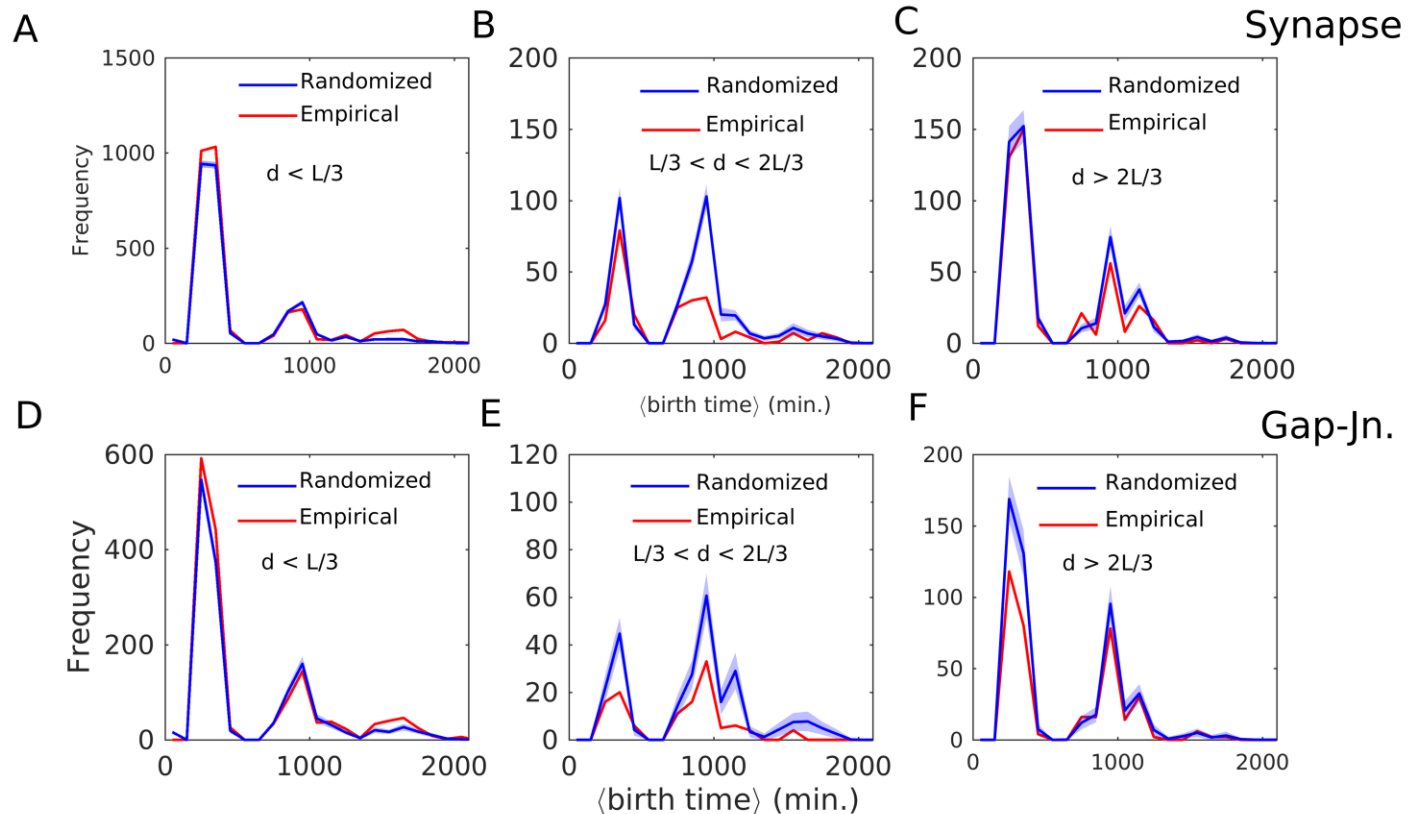 A
B
C
Synapse
1500
1000
500
0
Frequency
Randomized
Empirical
d < L/3
0
1000
2000
200
150
100
50
0
Randomized
Empirical
L/3 < d < 2L/3
0
1000
2000
⟨birth time⟩ (min.)
200
150
100
50
0
Randomized
Empirical
d > 2L/3
0
1000
2000
D
E
F
Gap-Jn.
600
400
200
0
Frequency
Randomized
Empirical
d < L/3
0
1000
2000
120
100
80
60
40
20
0
Randomized
Empirical
L/3 < d < 2L/3
0
1000
2000
⟨birth time⟩ (min.)
200
150
100
50
0
Randomized
Empirical
d > 2L/3
0
1000
2000